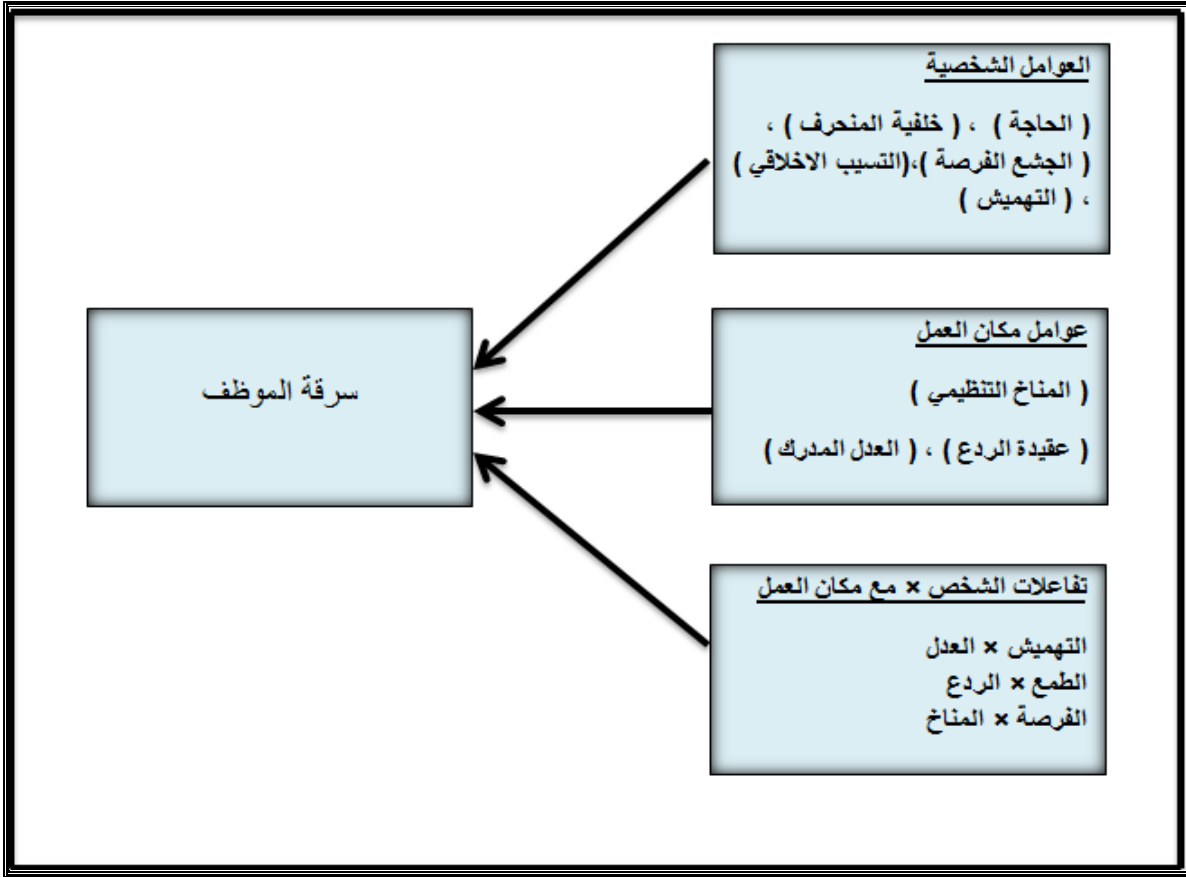 العوامل الشخصية
( الحاجة ) ، ( خلفية المنحرف ) ،
( الجشع الفرصة )،(التسيب الاخلاقي )
، ( التهميش )
عوامل مكان العمل
( المناخ التنظيمي )
( عقيدة الردع ) ، ( العدل المدرك )
سرقة الموظف
تفاعلات الشخص × مع مكان العمل
التهميش × العدل
الطمع × الردع
الفرصة × المناخ